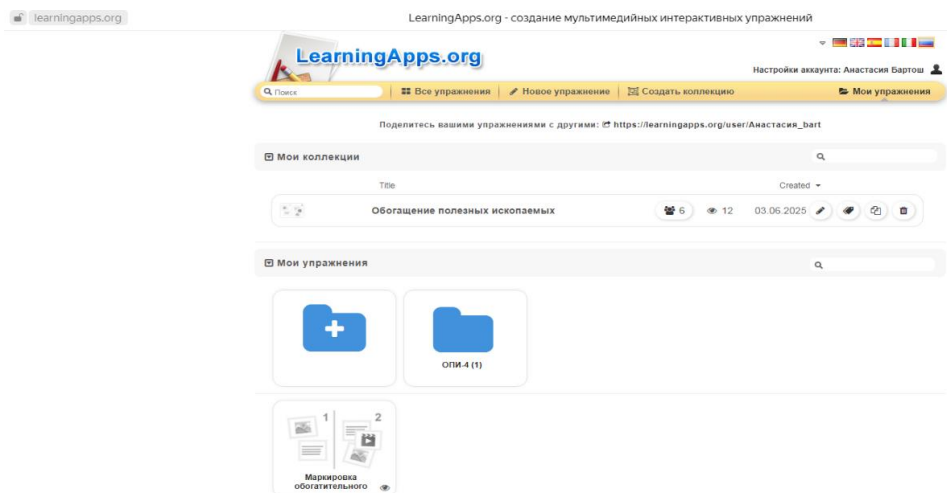 learningapps.org
LearningApps.org - создание мультимедийных интерактивных упражнений
LearningApps.org
Настройки аккаунта: Анастасия Бартош
Поиск
Все упражнения
Новое упражнение
Создать коллекцию
Мои упражнения
Поделитесь вашими упражнениями с другими: https://learningapps.org/user/Анастасия_bart
Мои коллекции
Title
Created
Обогащение полезных ископаемых
6
12
03.06.2025
Мои упражнения
ОПИ-4 (1)
1
2
Маркировка
обогатительного